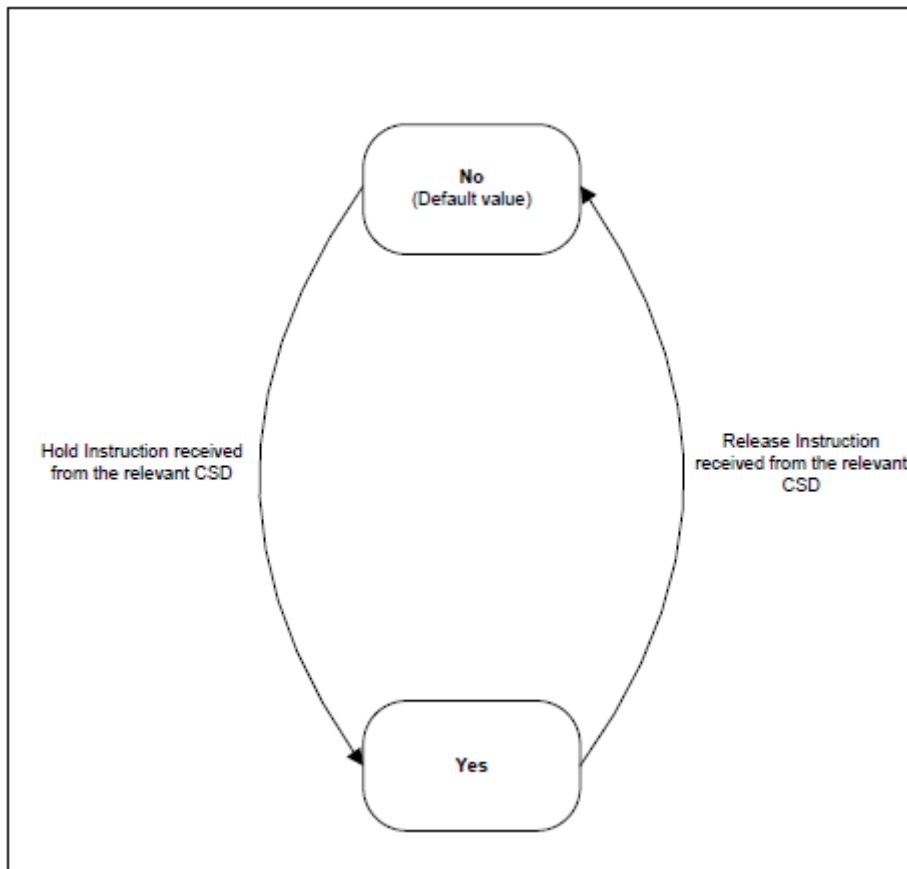 No
(Default value)
Hold Instruction received
from the relevant CSD
Release Instruction
received from the relevant
CSD
Yes